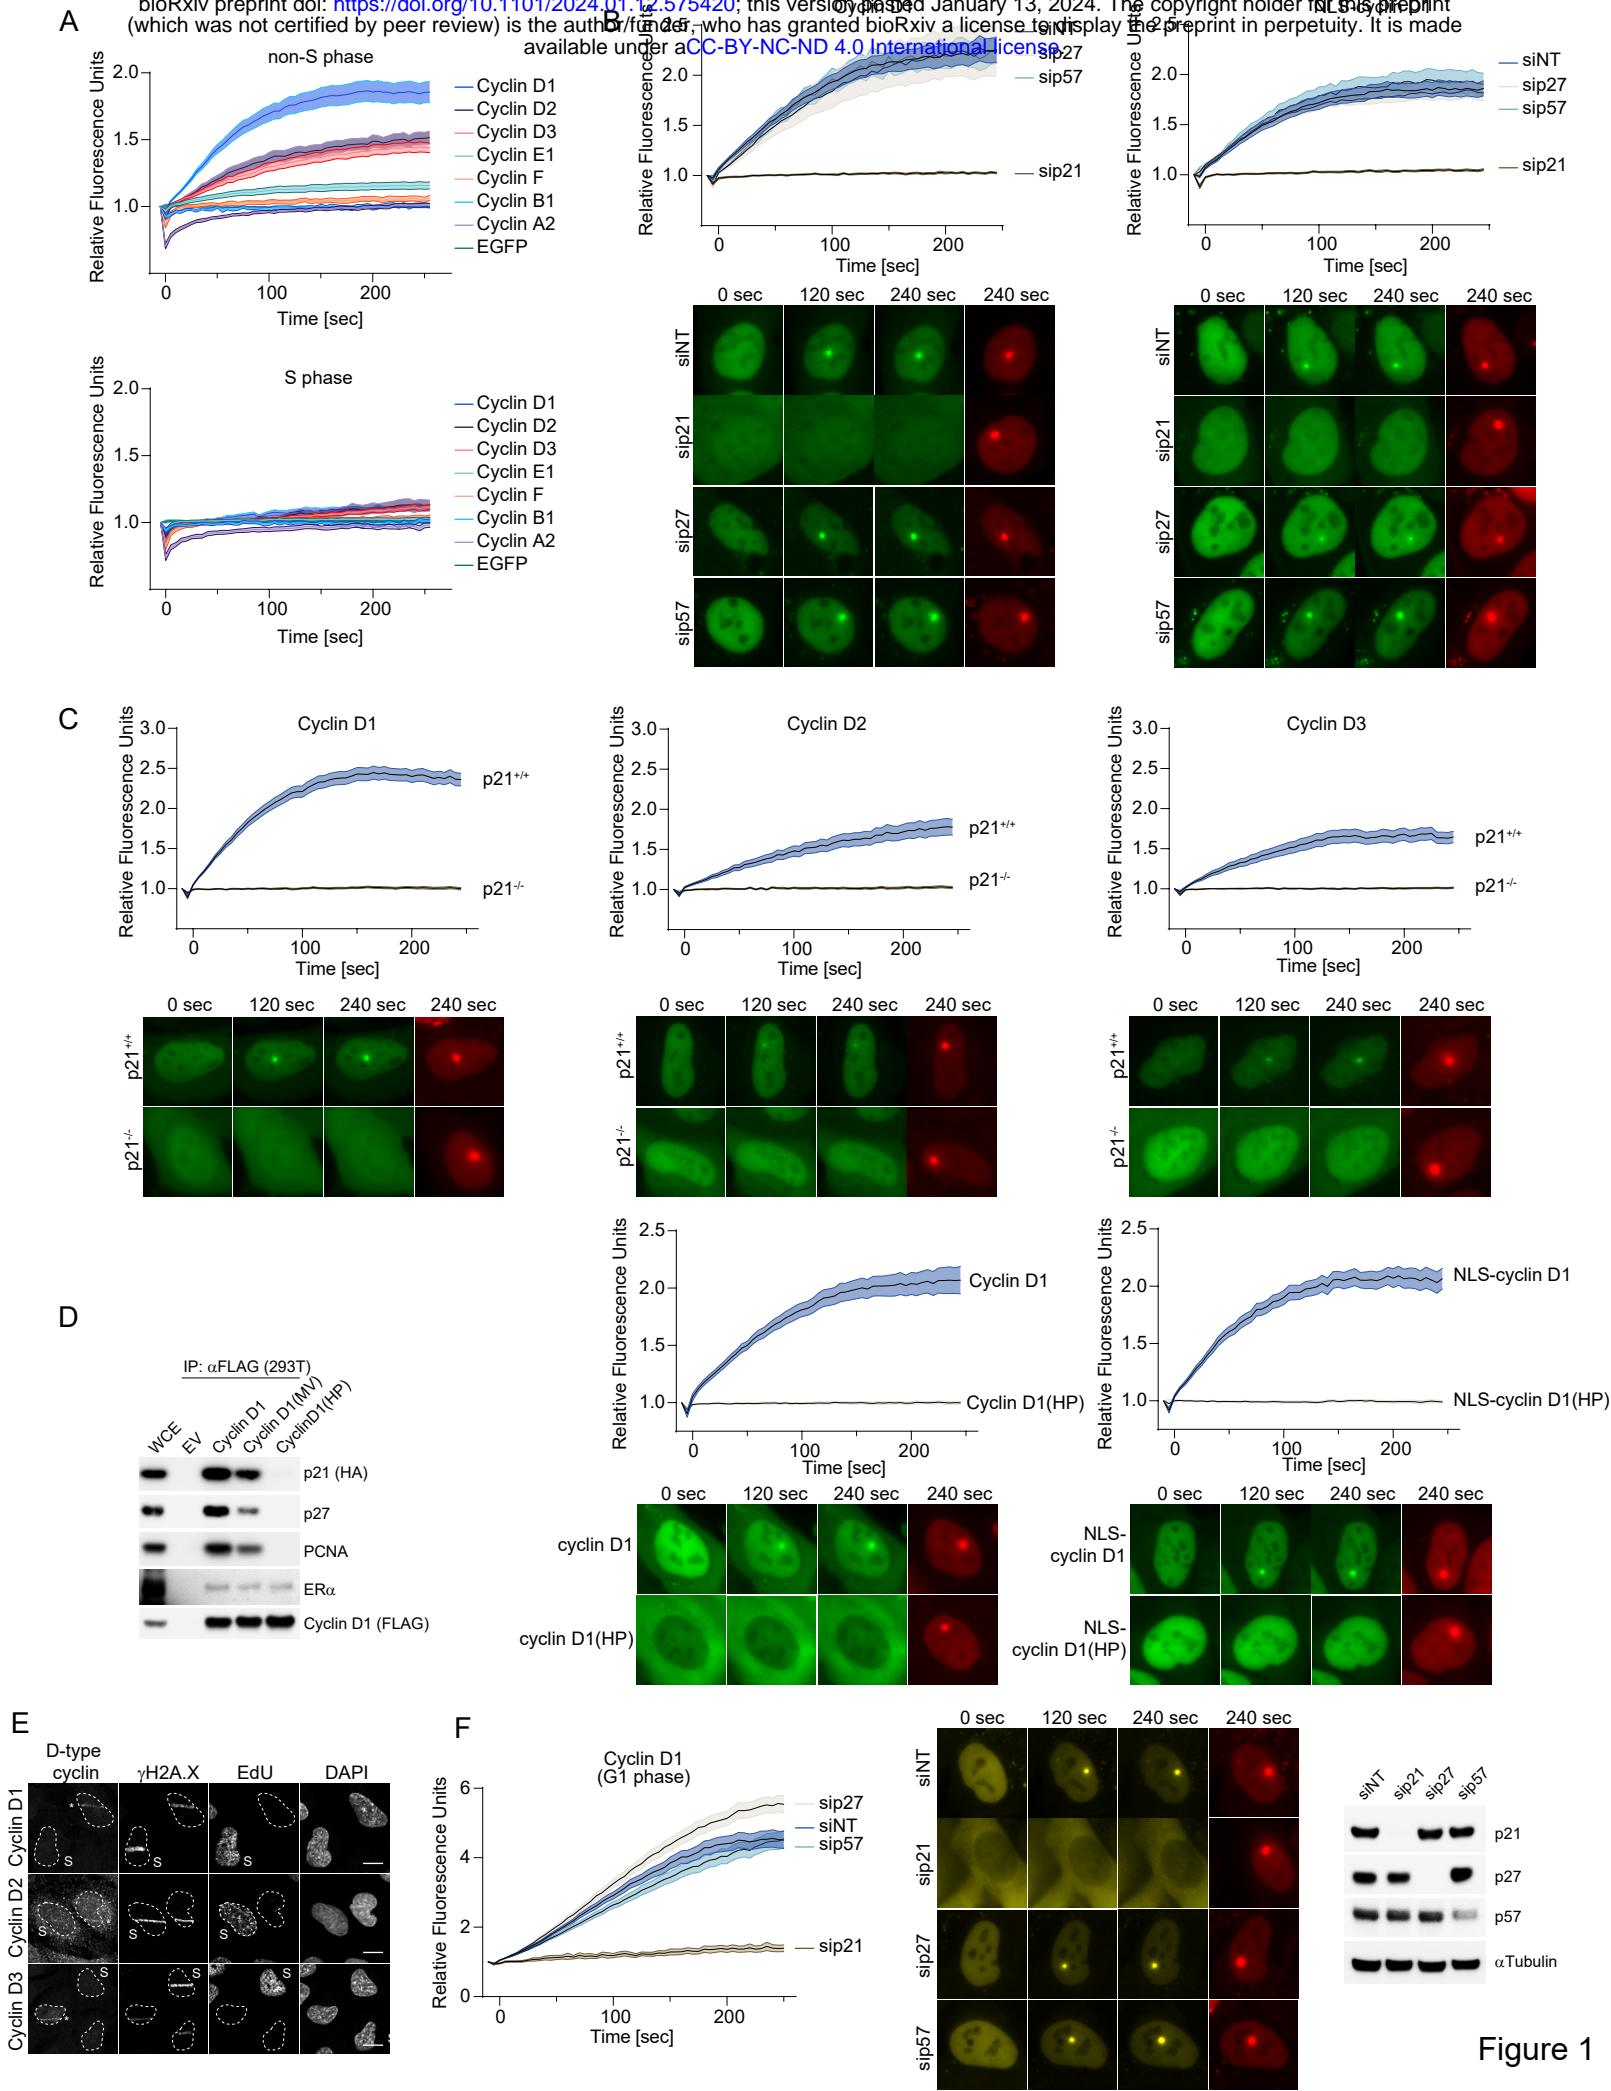 bioRxiv preprint doi: https://doi.org/10.1101/2024.01.12.575420; this version posted January 13, 2024. The copyright holder for this preprint
(which was not certified by peer review) is the author/funder, who has granted bioRxiv a license to display the preprint in perpetuity. It is made
available under aCC-BY-NC-ND 4.0 International license.
A
non-S phase
Relative Fluorescence Units
2.0
1.5
1.0
0 100 200
Time [sec]
Cyclin D1
Cyclin D2
Cyclin D3
Cyclin E1
Cyclin F
Cyclin B1
Cyclin A2
EGFP
S phase
Relative Fluorescence Units
2.0
1.5
1.0
0 100 200
Time [sec]
Cyclin D1
Cyclin D2
Cyclin D3
Cyclin E1
Cyclin F
Cyclin B1
Cyclin A2
EGFP
B
Cyclin D1
Relative Fluorescence Units
2.5
2.0
1.5
1.0
0 100 200
Time [sec]
siNT
sip27
sip57
sip21
0 sec 120 sec 240 sec 240 sec
siNT
sip21
sip27
sip57
NLS-cyclin D1
Relative Fluorescence Units
2.5
2.0
1.5
1.0
0 100 200
Time [sec]
siNT
sip27
sip57
sip21
0 sec 120 sec 240 sec 240 sec
siNT
sip21
sip27
sip57
C
Cyclin D1
Relative Fluorescence Units
3.0
2.5
2.0
1.5
1.0
0 100 200
Time [sec]
p21+/+
p21-/-
0 sec 120 sec 240 sec 240 sec
p21+/+
p21-/-
Cyclin D2
Relative Fluorescence Units
3.0
2.5
2.0
1.5
1.0
0 100 200
Time [sec]
p21+/+
p21-/-
0 sec 120 sec 240 sec 240 sec
p21+/+
p21-/-
Cyclin D3
Relative Fluorescence Units
3.0
2.5
2.0
1.5
1.0
0 100 200
Time [sec]
p21+/+
p21-/-
0 sec 120 sec 240 sec 240 sec
p21+/+
p21-/-
D
IP: αFLAG (293T)
WCE
EV
Cyclin D1
Cyclin D1(MV)
CyclinD1(HP)
p21 (HA)
p27
PCNA
ERα
Cyclin D1 (FLAG)
Relative Fluorescence Units
2.5
2.0
1.5
1.0
0 100 200
Time [sec]
Cyclin D1
Cyclin D1(HP)
0 sec 120 sec 240 sec 240 sec
cyclin D1
cyclin D1(HP)
Relative Fluorescence Units
2.5
2.0
1.5
1.0
0 100 200
Time [sec]
NLS-cyclin D1
NLS-cyclin D1(HP)
0 sec 120 sec 240 sec 240 sec
NLS-
cyclin D1
NLS-
cyclin D1(HP)
E
D-type
cyclin
γH2A.X EdU DAPI
Cyclin D1
* S S S
Cyclin D2
S S S
Cyclin D3
* S S
F
Cyclin D1
(G1 phase)
Relative Fluorescence Units
6
4
2
0
0 100 200
Time [sec]
sip27
siNT
sip57
sip21
0 sec 120 sec 240 sec 240 sec
siNT
sip21
sip27
sip57
siNT
sip21
sip27
sip57
p21
p27
p57
αTubulin
Figure 1